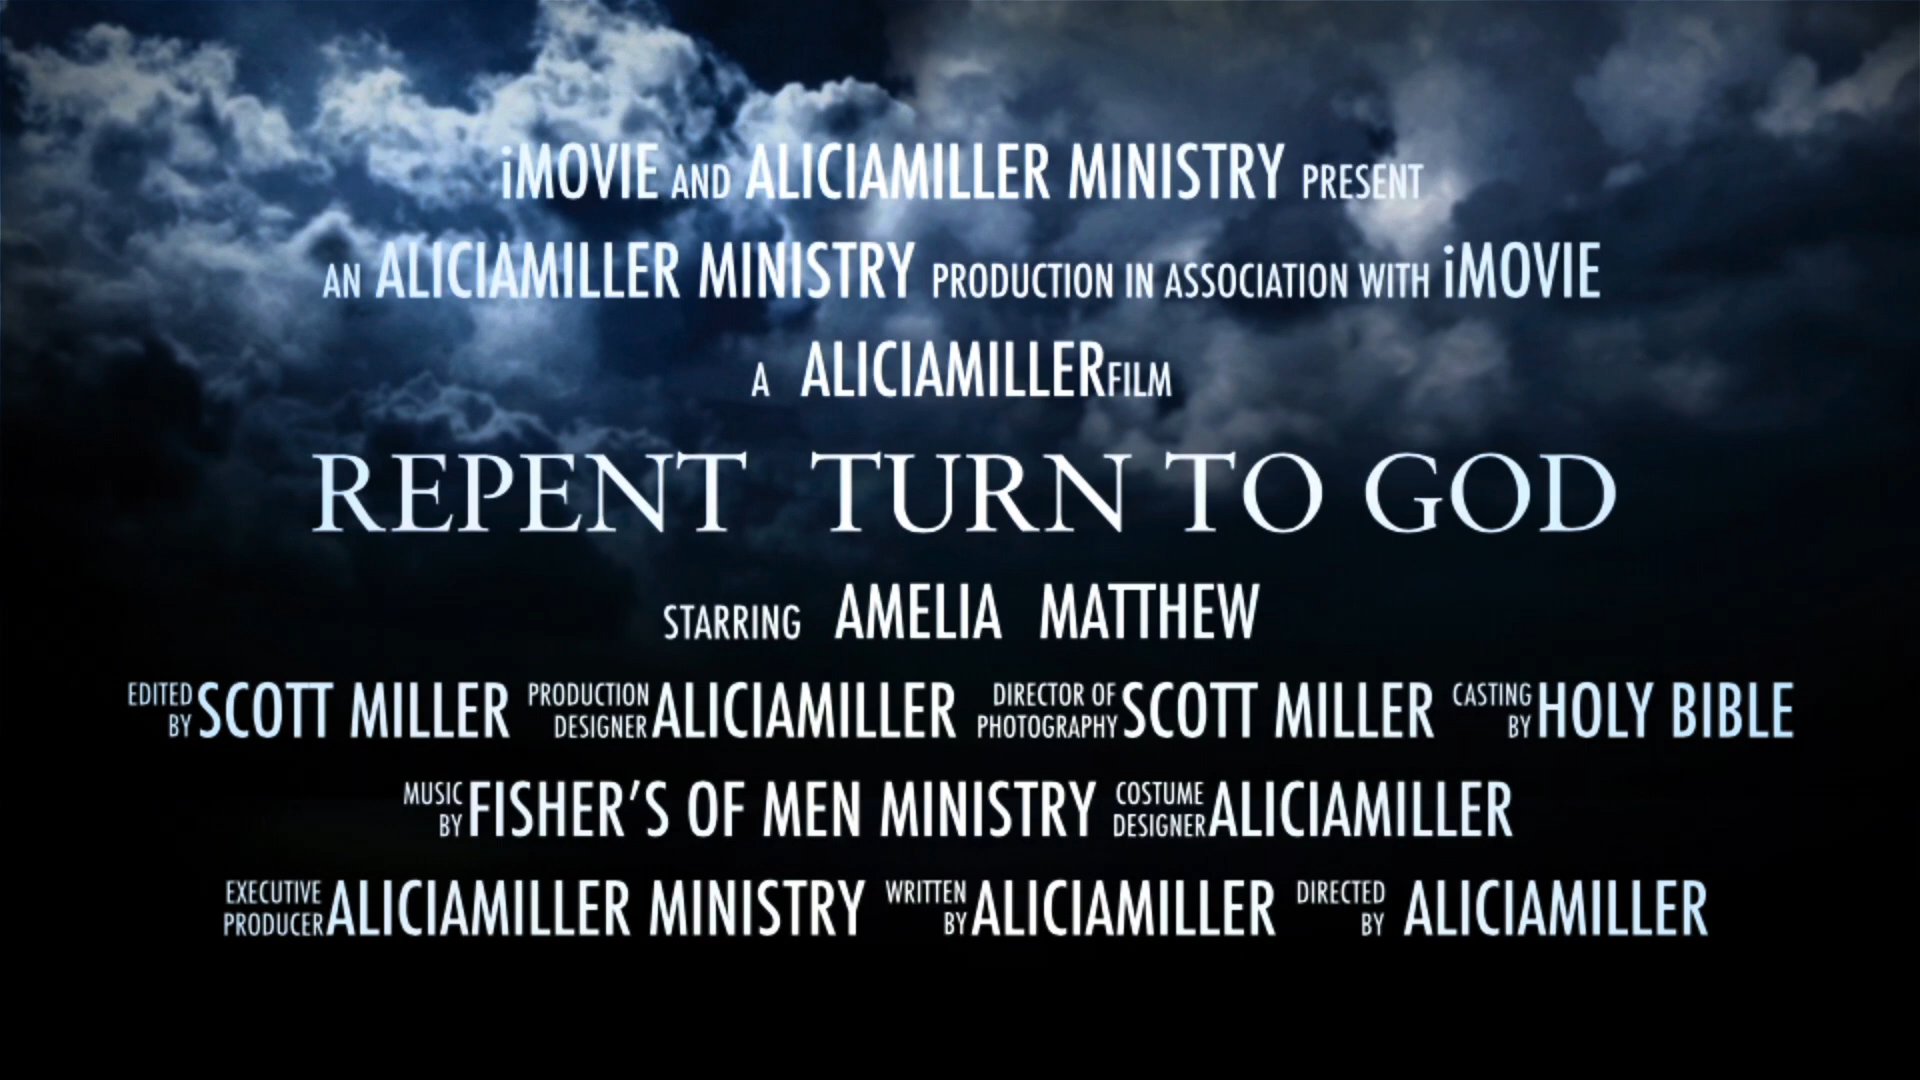 iMOVIE AND ALICIAMILLER MINISTRY PRESENT
AN ALICIAMILLER MINISTRY PRODUCTION IN ASSOCIATION WITH iMOVIE
A ALICIAMILLER FILM
REPENT TURN TO GOD
STARRING AMELIA MATTHEW
EDITED BY SCOTT MILLER PRODUCTION DESIGNER ALICIAMILLER DIRECTOR OF PHOTOGRAPHY SCOTT MILLER CASTING BY HOLY BIBLE
MUSIC BY FISHER'S OF MEN MINISTRY COSTUME DESIGNER ALICIAMILLER
EXECUTIVE PRODUCER ALICIAMILLER MINISTRY WRITTEN BY ALICIAMILLER DIRECTED BY ALICIAMILLER